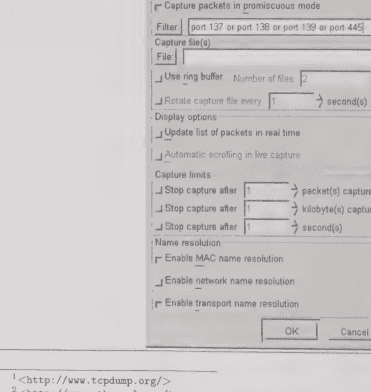 Capture packets in promiscuous mode
Filter: port 137 or port 138 or port 139 or port 445
Capture file(s)
File:
Use ring buffer Number of files 2
Rotate capture file every 1 second(s)
Display options
Update list of packets in real time
Automatic scrolling in live capture
Capture limits
Stop capture after 1 packet(s) capture
Stop capture after 1 kilobyte(s) captur
Stop capture after 1 second(s)
Name resolution
Enable MAC name resolution
Enable network name resolution
Enable transport name resolution
OK Cancel
1 <http://www.tcpdump.org/>